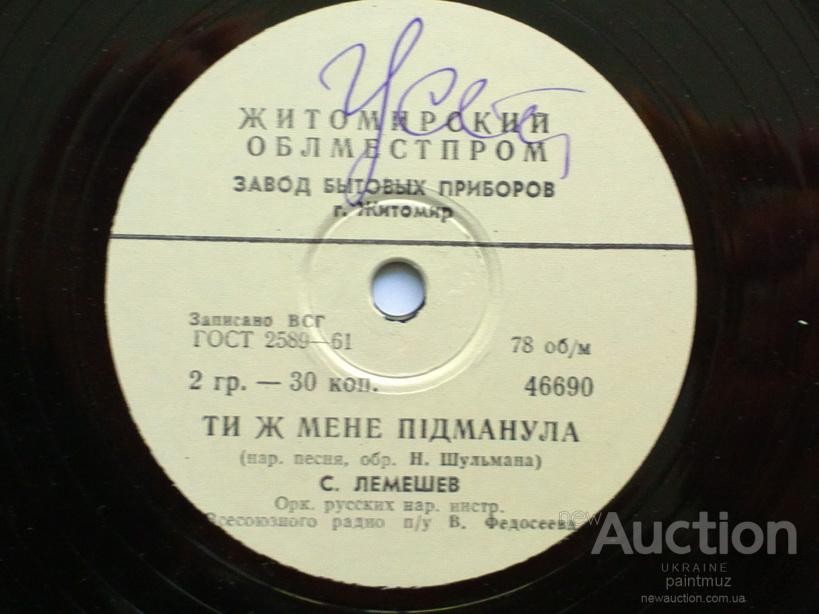 ЖИТОМИРСКИЙ
ОБЛМЕСТПРОМ
ЗАВОД БЫТОВЫХ ПРИБОРОВ
г. Житомир
Записано ВСГ
ГОСТ 2589—61
78 об/м
2 гр. — 30 коп.
46690
ТИ Ж МЕНЕ ПІДМАНУЛА
(нар. песня, обр. Н. Шульмана)
С. ЛЕМЕШЕВ
Орк. русских нар. инстр.
Всесоюзного радио п/у В. Федосеева
new
Auction
UKRAINE
paintmuz
newauction.com.ua